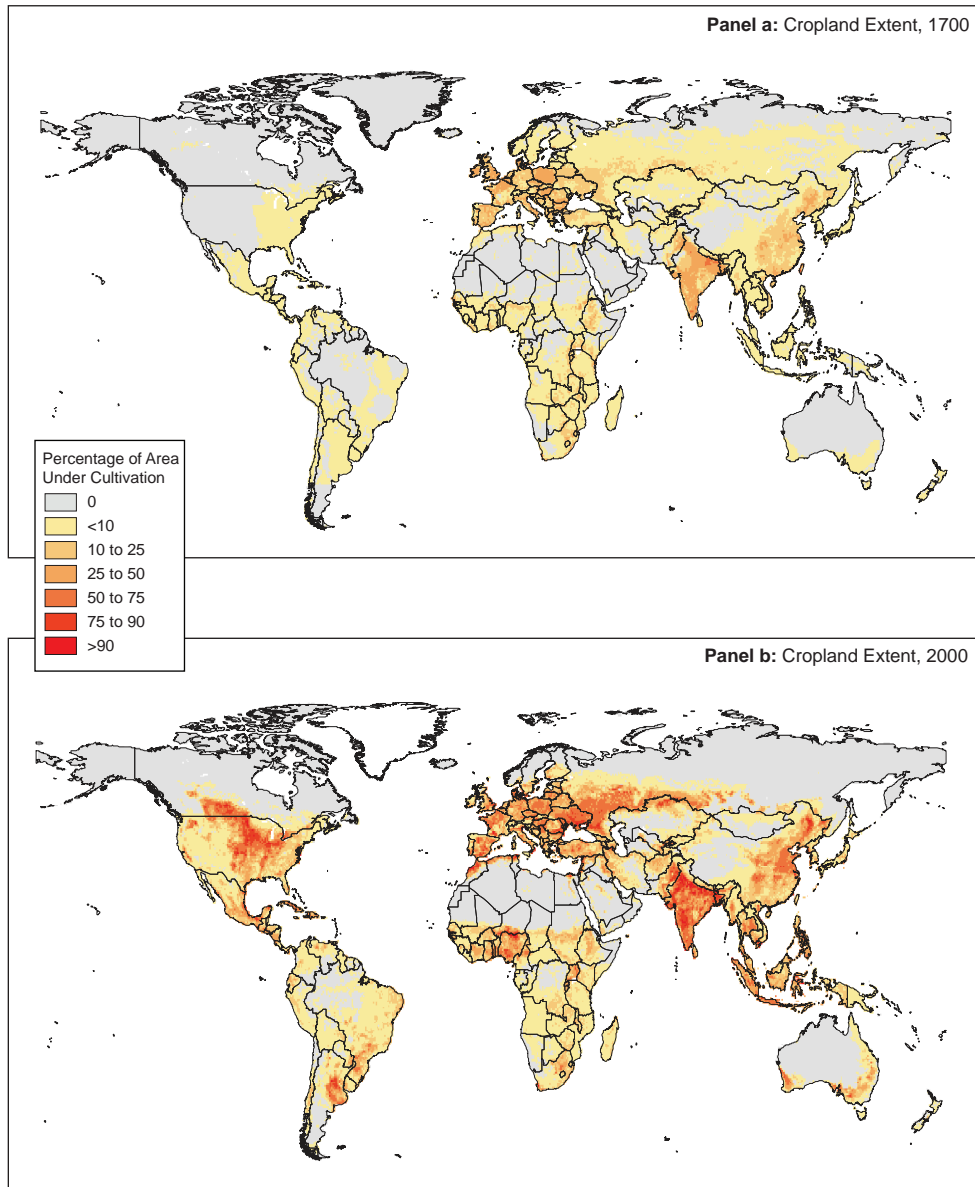 Panel a: Cropland Extent, 1700
Percentage of Area
Under Cultivation
0
<10
10 to 25
25 to 50
50 to 75
75 to 90
>90
Panel b: Cropland Extent, 2000